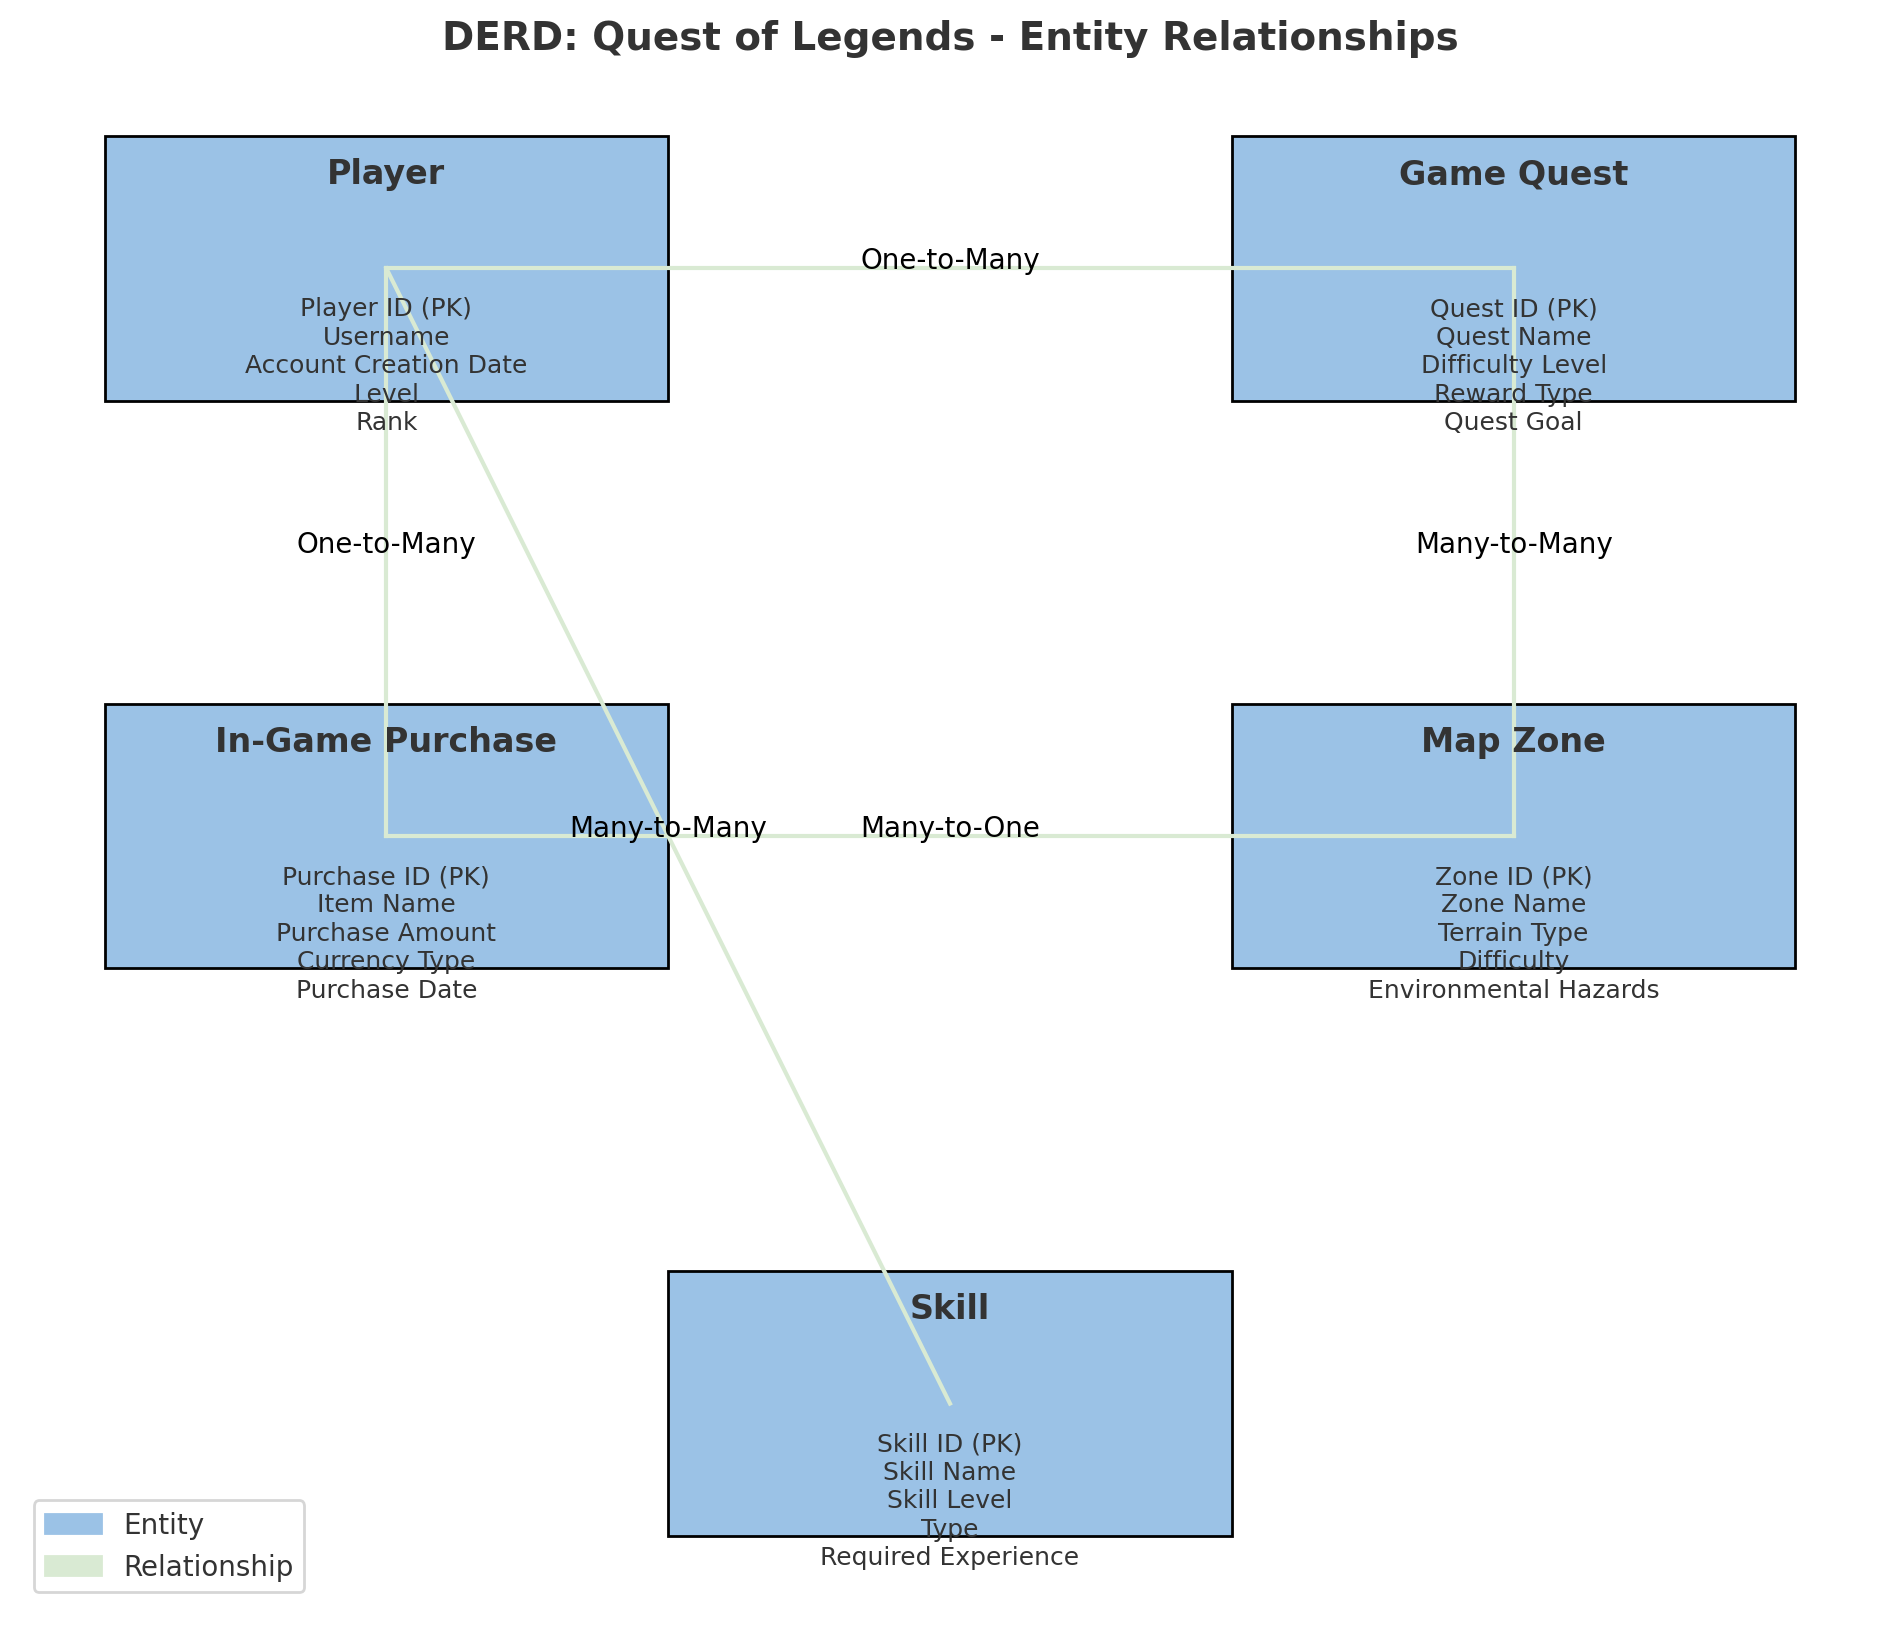 DERD: Quest of Legends - Entity Relationships
Player
Game Quest
One-to-Many
Player ID (PK)
Username
Account Creation Date
Level
Rank
Quest ID (PK)
Quest Name
Difficulty Level
Reward Type
Quest Goal
One-to-Many
Many-to-Many
In-Game Purchase
Map Zone
Many-to-Many
Many-to-One
Purchase ID (PK)
Item Name
Purchase Amount
Currency Type
Purchase Date
Zone ID (PK)
Zone Name
Terrain Type
Difficulty
Environmental Hazards
Skill
Skill ID (PK)
Skill Name
Skill Level
Type
Required Experience
Entity
Relationship